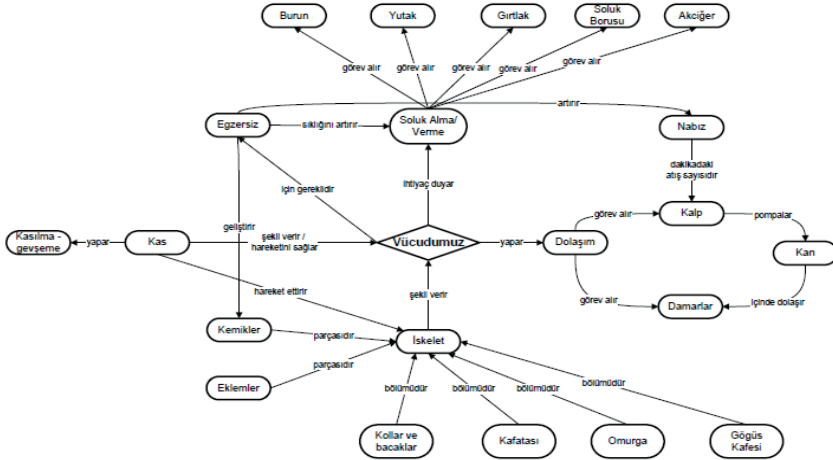 Burun
Yutak
Gırtlak
Soluk
Borusu
Akciğer
görev alır
görev alır
görev alır
görev alır
görev alır
artırır
Egzersiz
sıklığını artırır
Soluk Alma/
Verme
Nabız
dakikadaki
atış sayısıdır
için gereklidir
ihtiyaç duyar
geliştirir
görev alır
Kalp
pompalar
Kasılma -
gevşeme
yapar
Kas
şekil verir /
hareketini sağlar
Vücudumuz
yapar
Dolaşım
Kan
hareket ettirir
şekil verir
görev alır
Damarlar
içinde dolaşır
Kemikler
parçasıdır
İskelet
Eklemler
parçasıdır
bölümüdür
bölümüdür
bölümüdür
bölümüdür
Kollar ve
bacaklar
Kafatası
Omurga
Göğüs
Kafesi